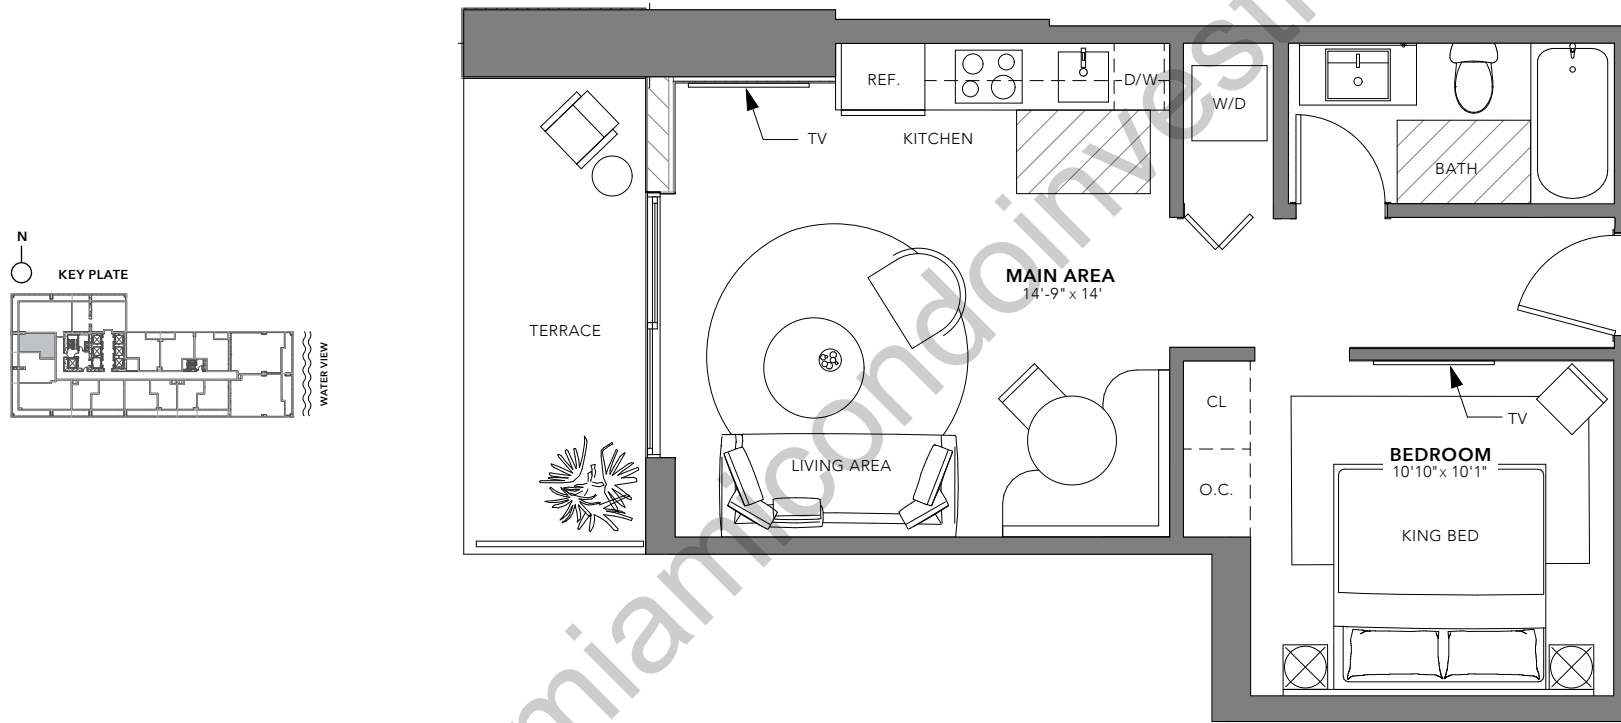 N
KEY PLATE
WATER VIEW
REF.
D/W
W/D
TV
KITCHEN
BATH
MAIN AREA
14'-9" x 14'
TERRACE
CL
TV
LIVING AREA
BEDROOM
10'10" x 10'1"
O.C.
KING BED
miamicondoinvest